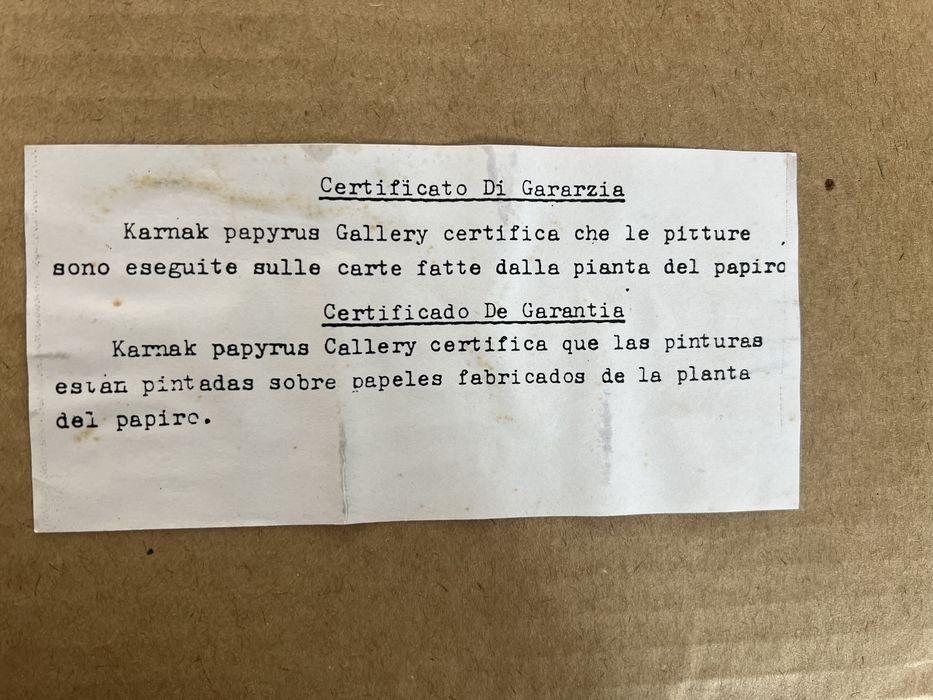 Certificato Di Gararzia
Karnak papyrus Gallery certifica che le pitture
sono eseguite sulle carte fatte dalla pianta del papiro
Certificado De Garantia
Karnak papyrus Callery certifica que las pinturas
están pintadas sobre papeles fabricados de la planta
del papiro.